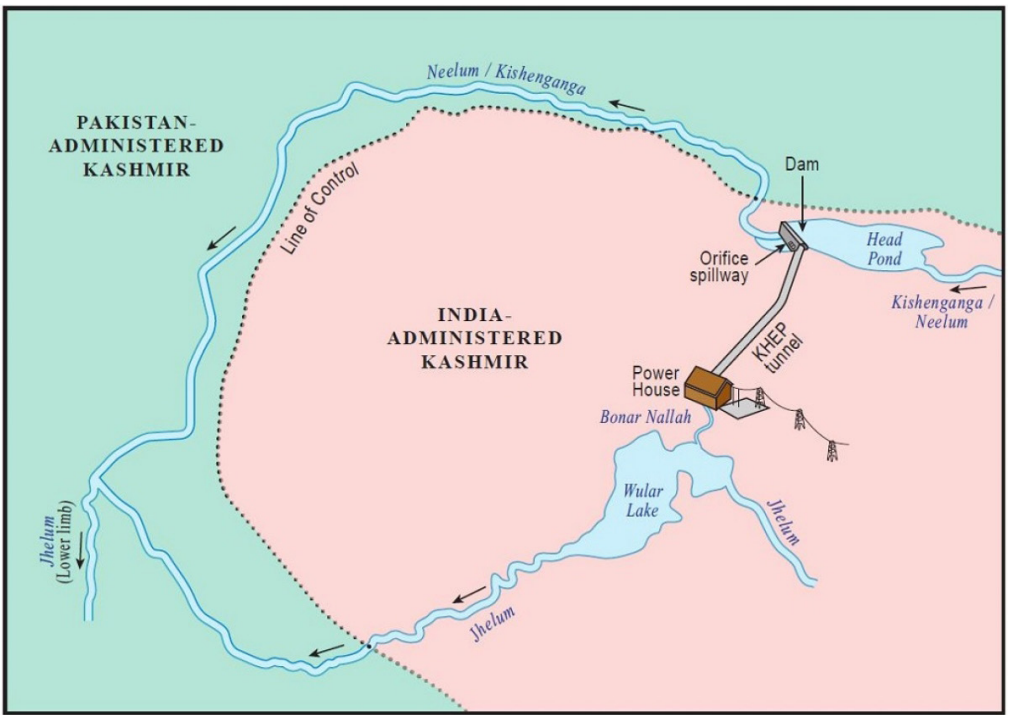 Neelum / Kishenganga
PAKISTAN-
ADMINISTERED
KASHMIR
Line of Control
Dam
Orifice
spillway
Head
Pond
Kishenganga /
Neelum
INDIA-
ADMINISTERED
KASHMIR
KHEP
tunnel
Power
House
Bonar Nallah
Wular
Lake
Jhelum
Jhelum
(Lower limb)
Jhelum